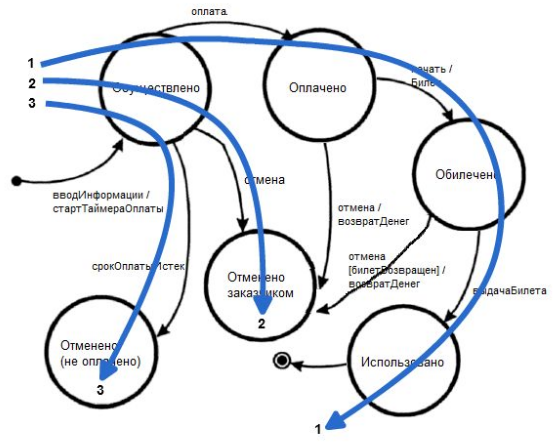 оплата
1
2
3
Осуществлено
Оплачено
печать /
Билет
Обилечено
вводИнформации /
стартТаймераОплаты
отмена
отмена /
возвратДенег
отмена
[билетВозвращен] /
возвратДенег
срокОплатыИстек
Отменено
заказчиком
2
выдачаБилета
Отменено
(не оплачено)
3
Использовано
1